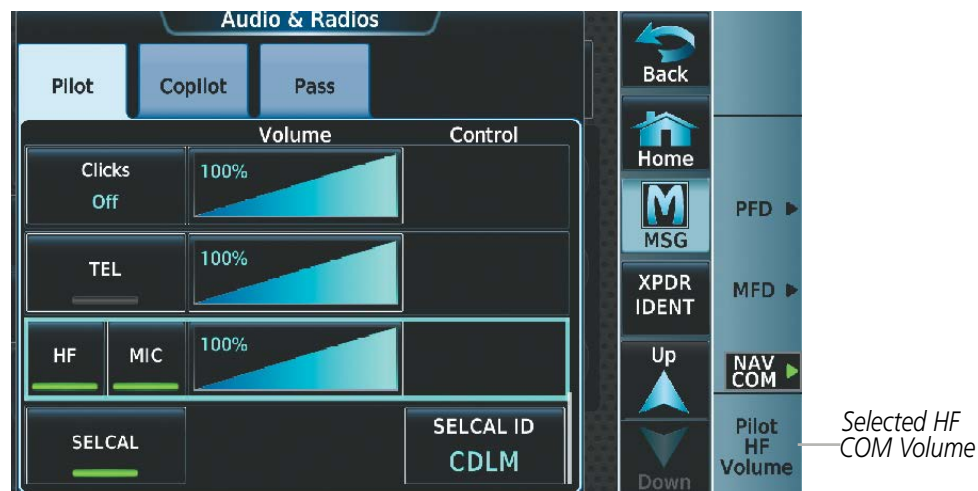 Audio & Radios
Pilot
Copilot
Pass
Volume
Control
Clicks
Off
100%
TEL
100%
HF
MIC
100%
SELCAL
SELCAL ID
CDLM
Back
Home
MSG
XPDR
IDENT
Up
Down
PFD
MFD
NAV
COM
Pilot
HF
Volume
Selected HF
COM Volume